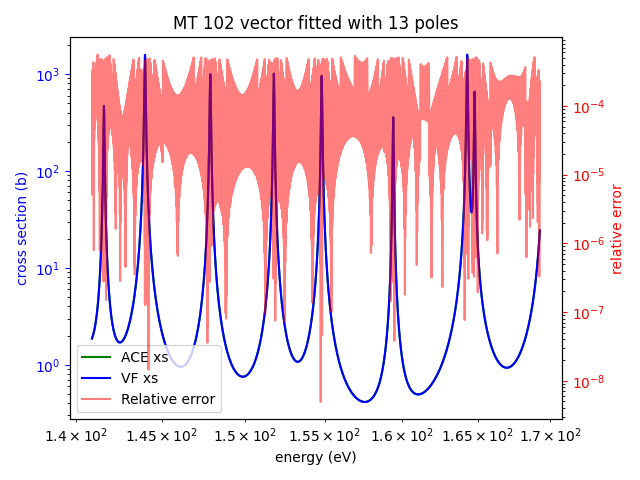 MT 102 vector fitted with 13 poles
cross section (b)
10³
10²
10¹
10⁰
10⁻⁴
10⁻⁵
10⁻⁶
10⁻⁷
10⁻⁸
relative error
ACE xs
VF xs
Relative error
1.4 × 10² 1.45 × 10² 1.5 × 10² 1.55 × 10² 1.6 × 10² 1.65 × 10² 1.7 × 10²
energy (eV)